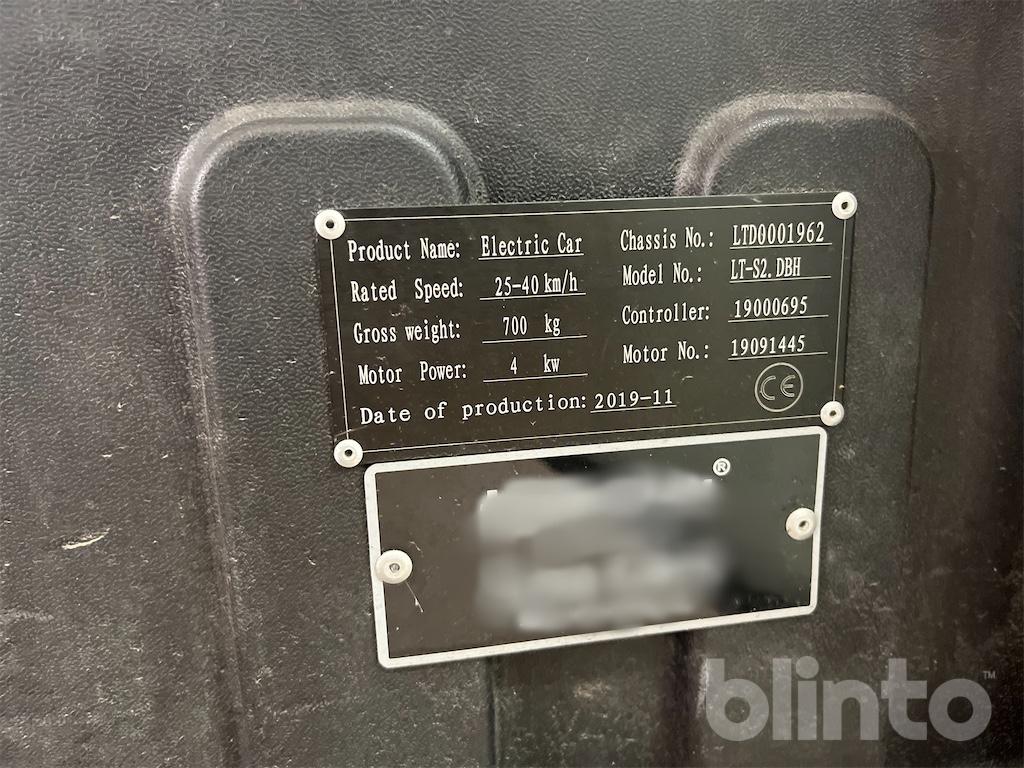 Product Name: Electric Car
Rated Speed: 25-40 km/h
Gross weight: 700 kg
Motor Power: 4 kw
Date of production: 2019-11
Chassis No.: LTD0001962
Model No.: LT-S2.DBH
Controller: 19000695
Motor No.: 19091445
CE
®
blinto™